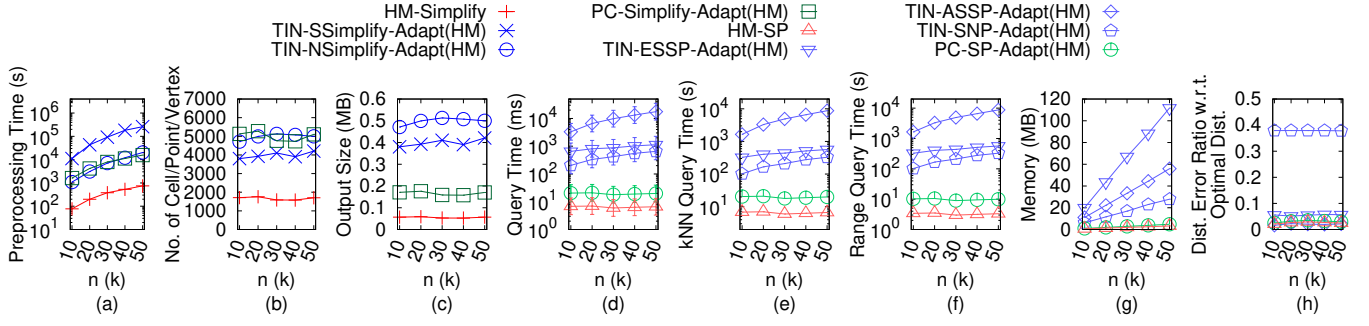 HM-Simplify
TIN-SSimplify-Adapt(HM)
TIN-NSimplify-Adapt(HM)
PC-Simplify-Adapt(HM)
HM-SP
TIN-ESSP-Adapt(HM)
TIN-ASSP-Adapt(HM)
TIN-SNP-Adapt(HM)
PC-SP-Adapt(HM)
Preprocessing Time (s)
10^6
10^5
10^4
10^3
10^2
10^1
10 20 30 40 50
n (k)
(a)
No. of Cell/Point/Vertex
7000
6000
5000
4000
3000
2000
1000
0
10 20 30 40 50
n (k)
(b)
Output Size (MB)
0.6
0.5
0.4
0.3
0.2
0.1
0
10 20 30 40 50
n (k)
(c)
Query Time (ms)
10^4
10^3
10^2
10^1
10^0
10 20 30 40 50
n (k)
(d)
kNN Query Time (s)
10^4
10^3
10^2
10^1
10 20 30 40 50
n (k)
(e)
Range Query Time (s)
10^4
10^3
10^2
10^1
10^0
10 20 30 40 50
n (k)
(f)
Memory (MB)
120
100
80
60
40
20
0
10 20 30 40 50
n (k)
(g)
Dist. Error Ratio w.r.t.
Optimal Dist.
0.5
0.4
0.3
0.2
0.1
0
10 20 30 40 50
n (k)
(h)